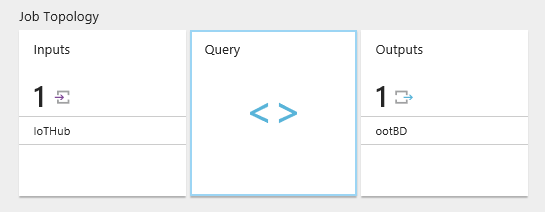 Job Topology
Inputs
Query
Outputs
1
< >
1
IoTHub
ootBD